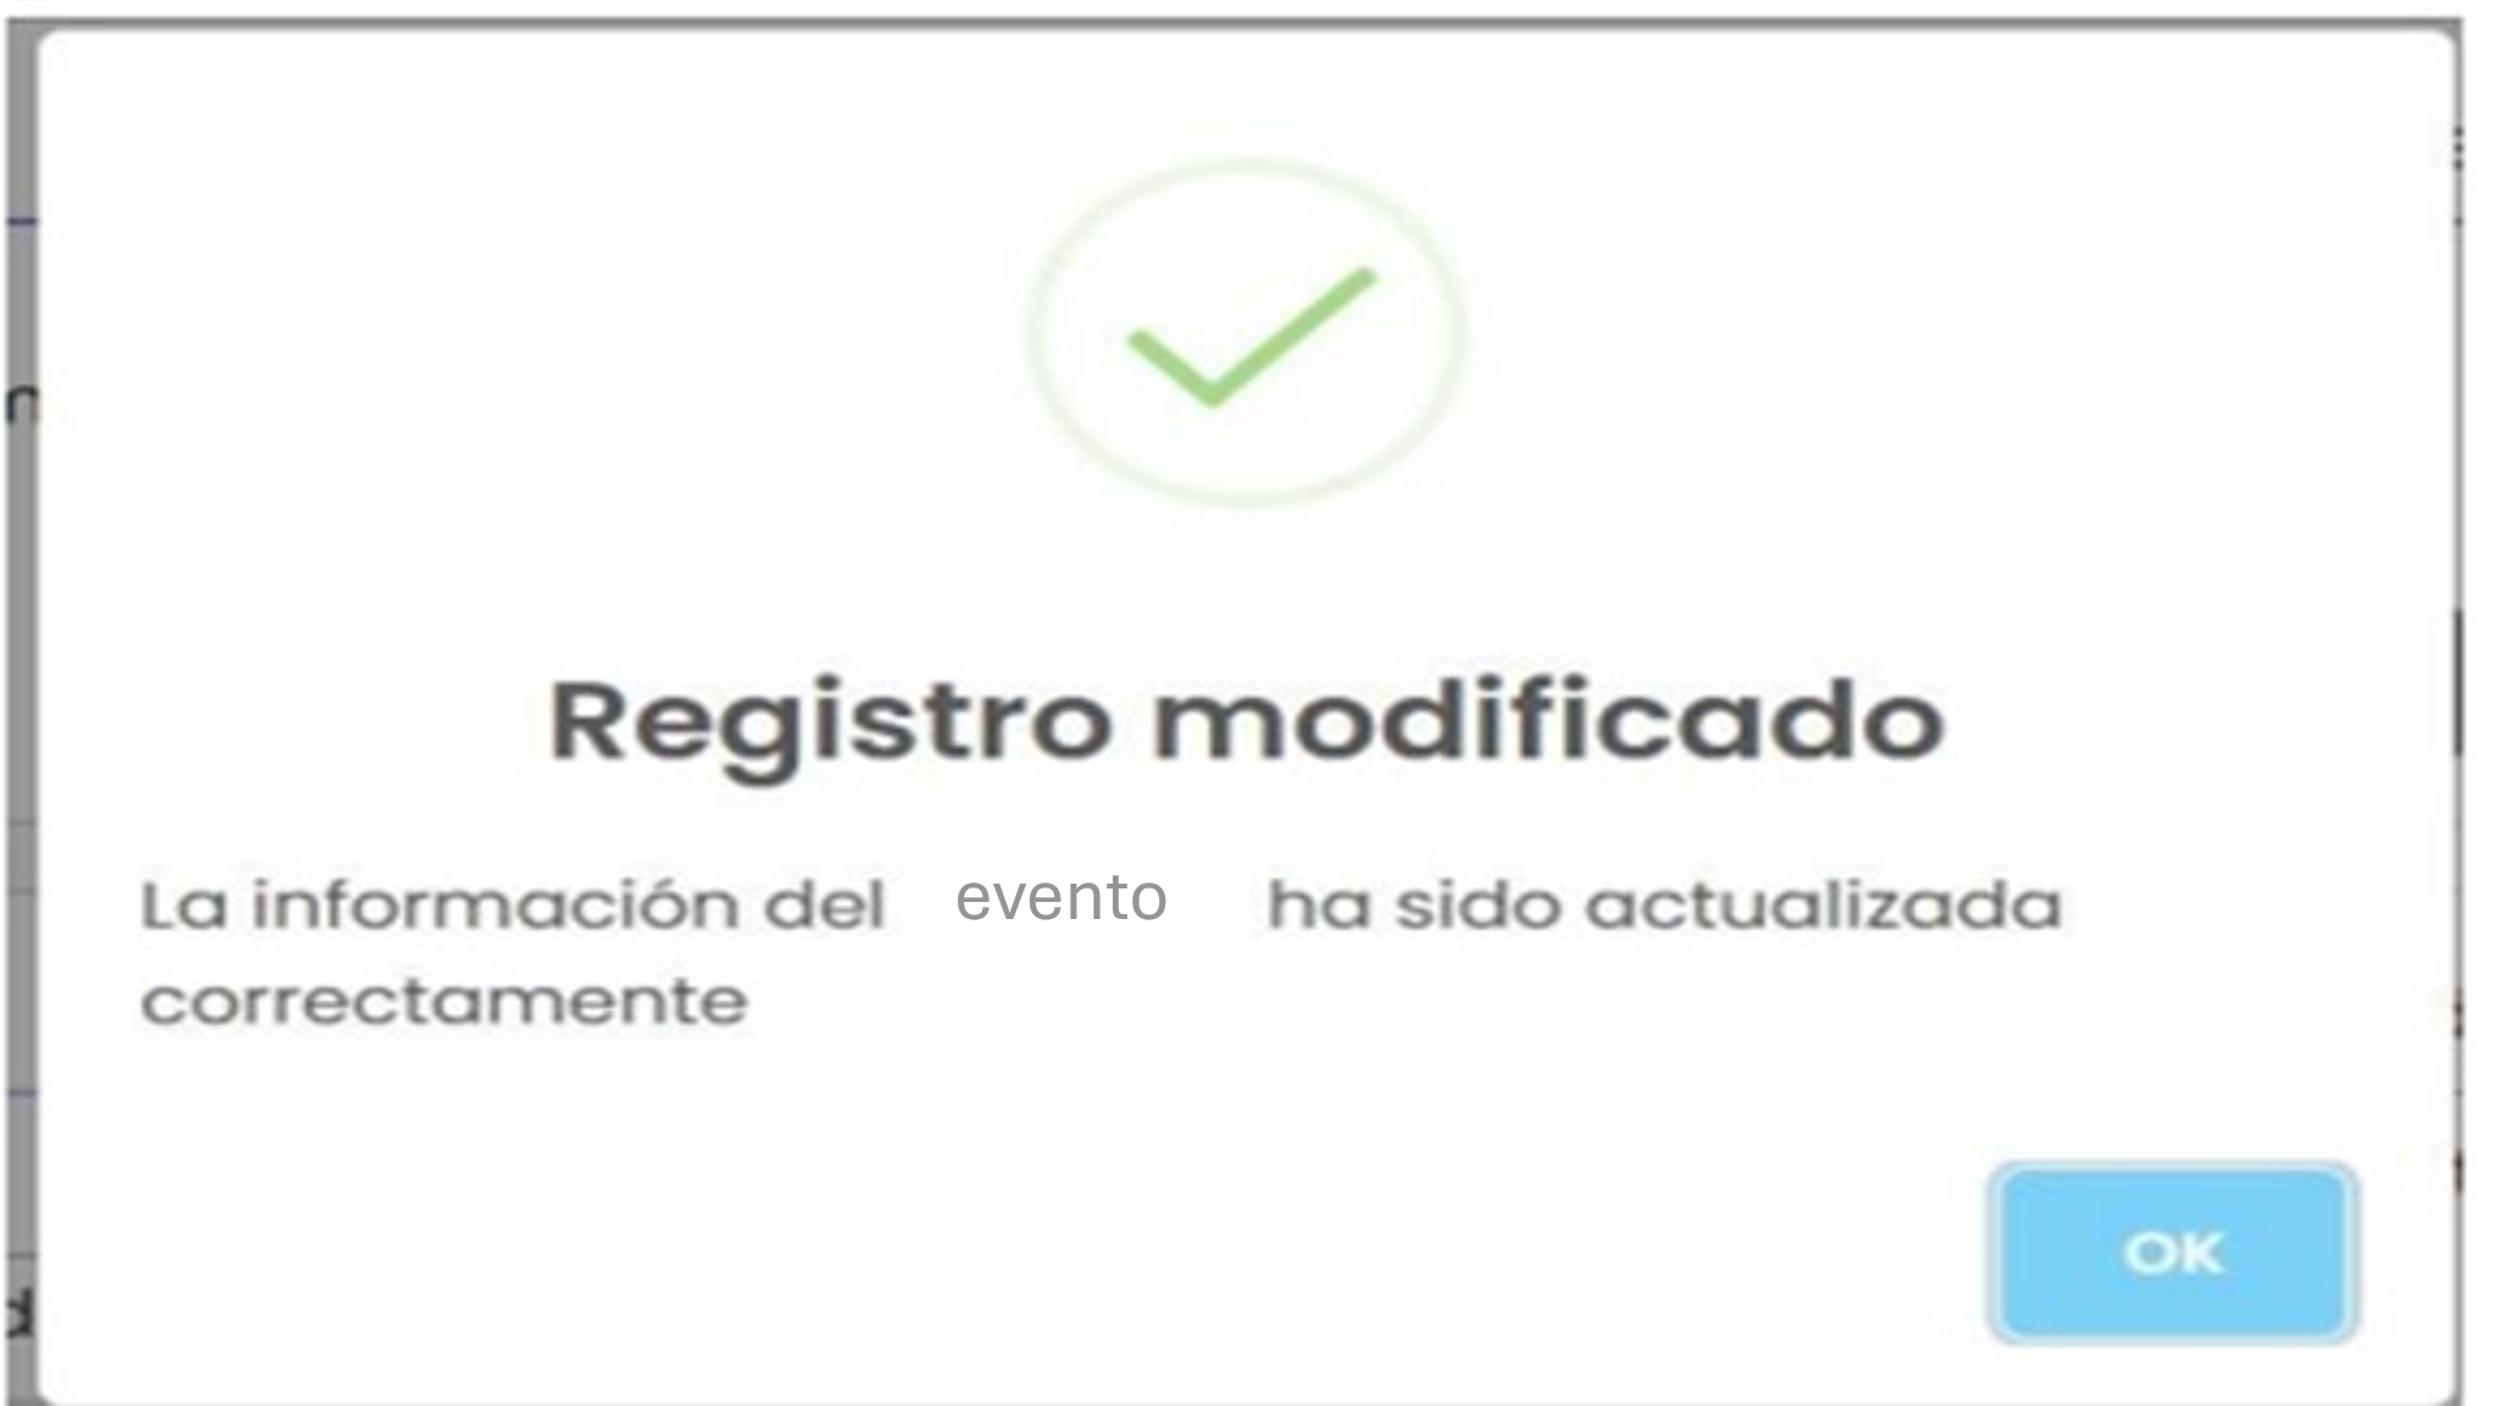 Registro modificado
La información del evento ha sido actualizada
correctamente
OK